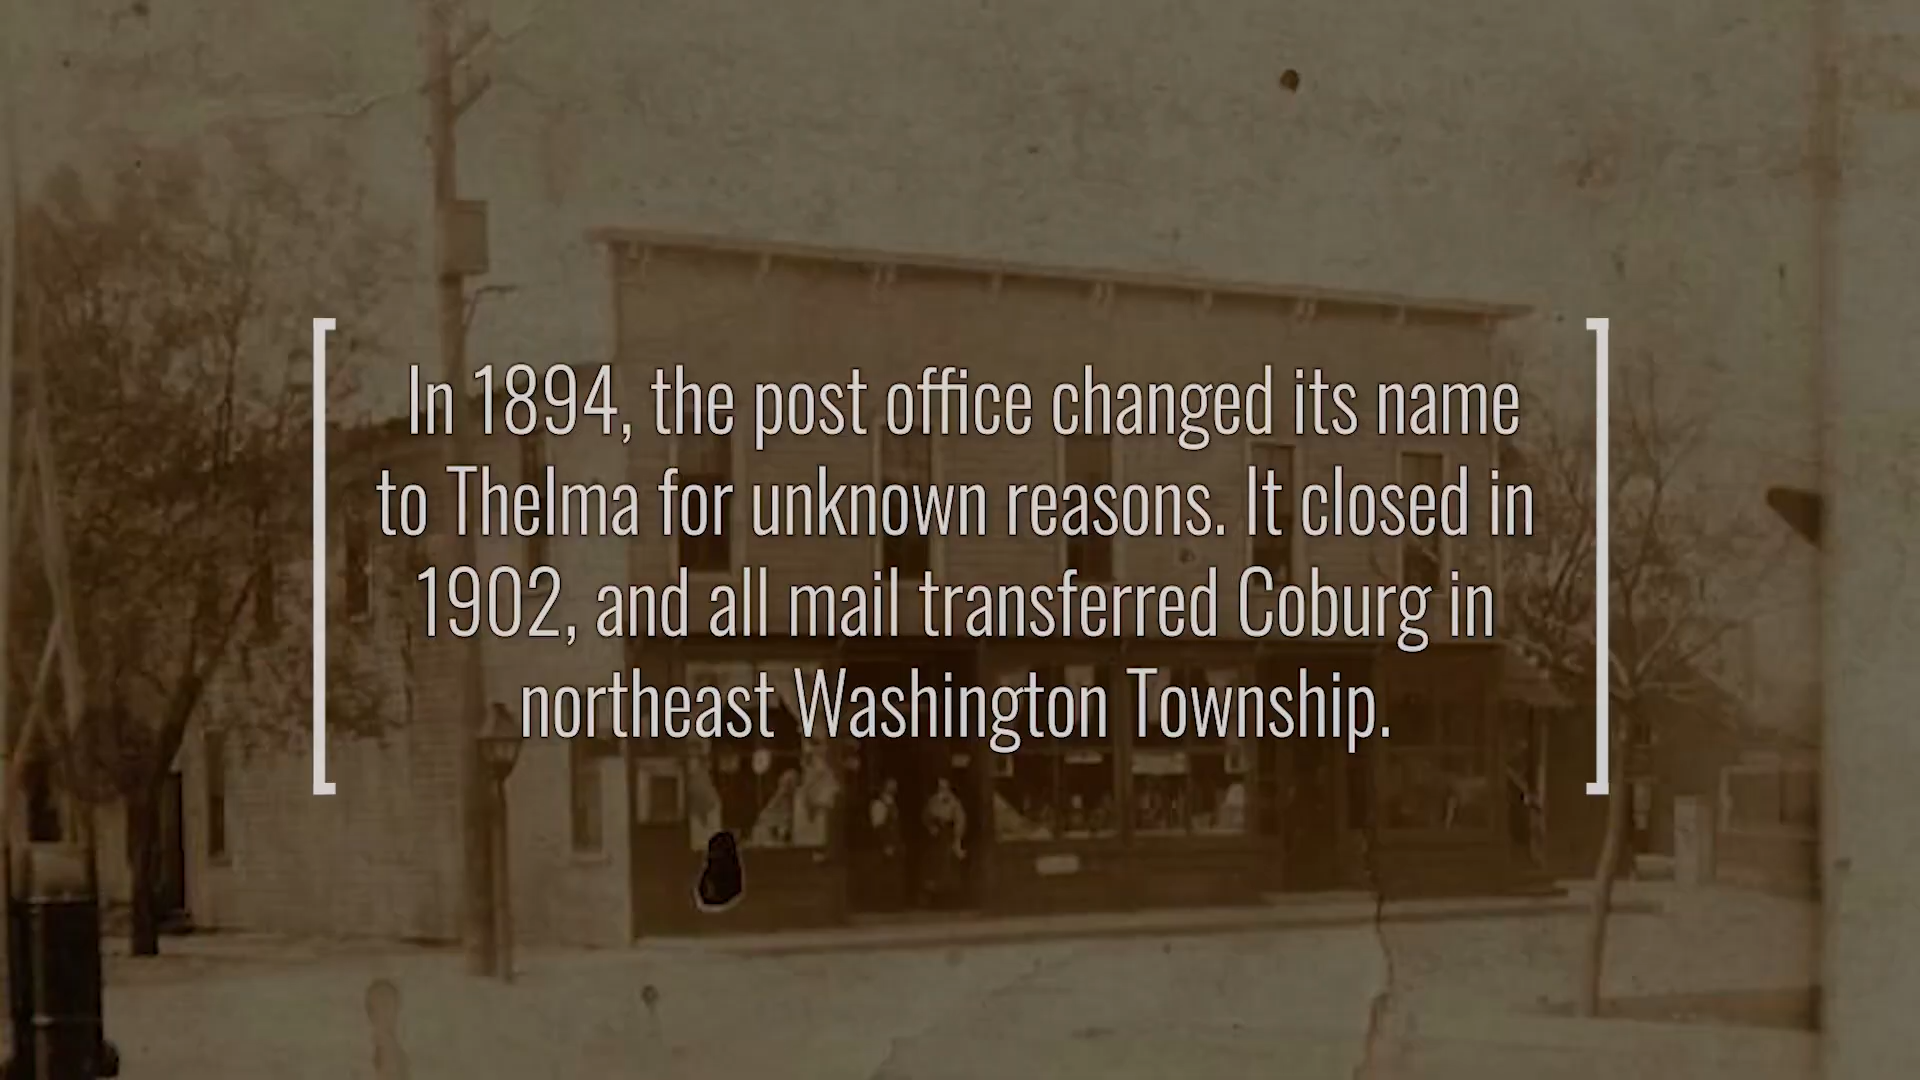 In 1894, the post office changed its name
to Thelma for unknown reasons. It closed in
1902, and all mail transferred Coburg in
northeast Washington Township.